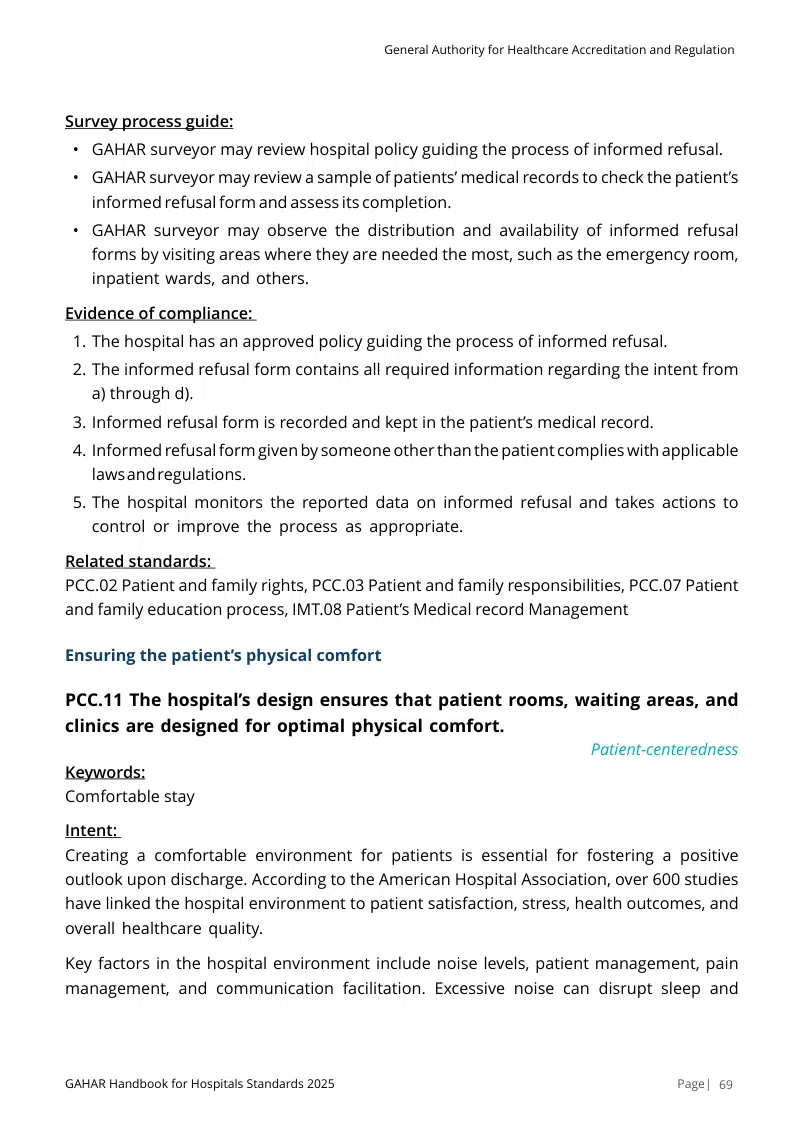 General Authority for Healthcare Accreditation and Regulation
Survey process guide:
• GAHAR surveyor may review hospital policy guiding the process of informed refusal.
• GAHAR surveyor may review a sample of patients’ medical records to check the patient’s
informed refusal form and assess its completion.
• GAHAR surveyor may observe the distribution and availability of informed refusal
forms by visiting areas where they are needed the most, such as the emergency room,
inpatient wards, and others.
Evidence of compliance:
1. The hospital has an approved policy guiding the process of informed refusal.
2. The informed refusal form contains all required information regarding the intent from
a) through d).
3. Informed refusal form is recorded and kept in the patient’s medical record.
4. Informed refusal form given by someone other than the patient complies with applicable
laws and regulations.
5. The hospital monitors the reported data on informed refusal and takes actions to
control or improve the process as appropriate.
Related standards:
PCC.02 Patient and family rights, PCC.03 Patient and family responsibilities, PCC.07 Patient
and family education process, IMT.08 Patient’s Medical record Management
Ensuring the patient’s physical comfort
PCC.11 The hospital’s design ensures that patient rooms, waiting areas, and
clinics are designed for optimal physical comfort.
Patient-centeredness
Keywords:
Comfortable stay
Intent:
Creating a comfortable environment for patients is essential for fostering a positive
outlook upon discharge. According to the American Hospital Association, over 600 studies
have linked the hospital environment to patient satisfaction, stress, health outcomes, and
overall healthcare quality.
Key factors in the hospital environment include noise levels, patient management, pain
management, and communication facilitation. Excessive noise can disrupt sleep and
GAHAR Handbook for Hospitals Standards 2025
Page| 69